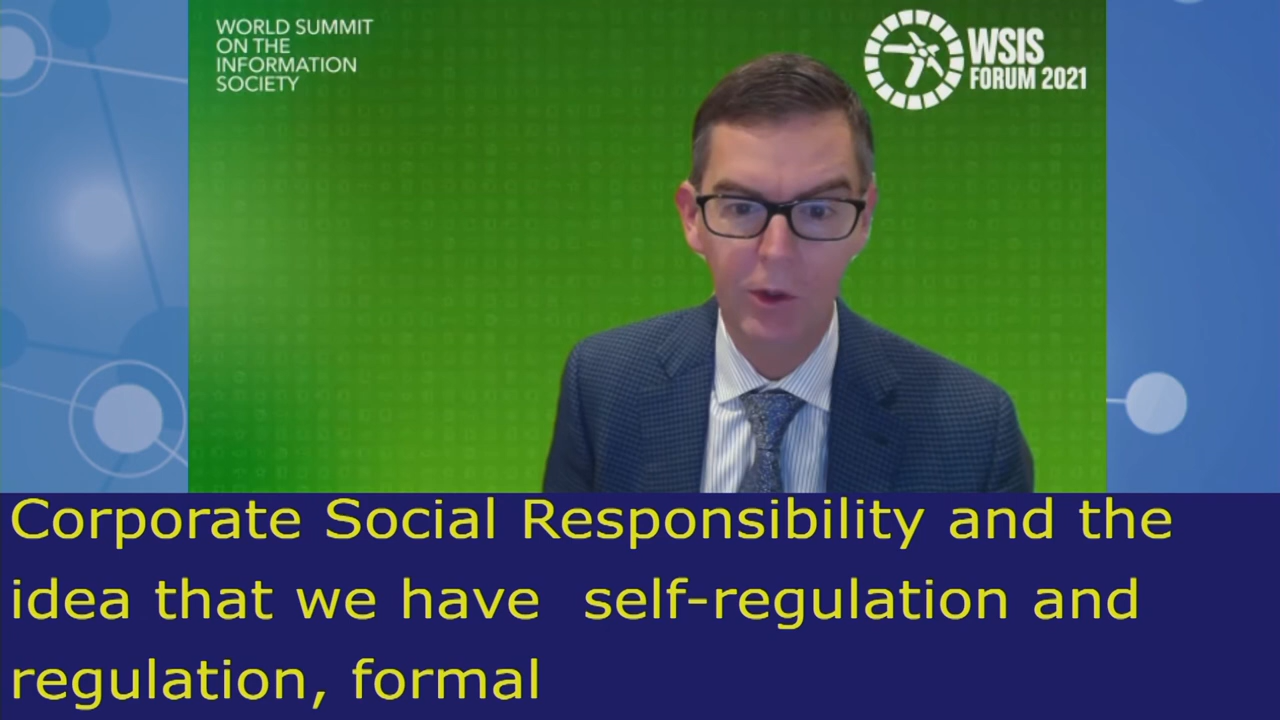 WORLD SUMMIT
ON THE
INFORMATION
SOCIETY
WSIS
FORUM 2021
Corporate Social Responsibility and the
idea that we have  self-regulation and
regulation, formal